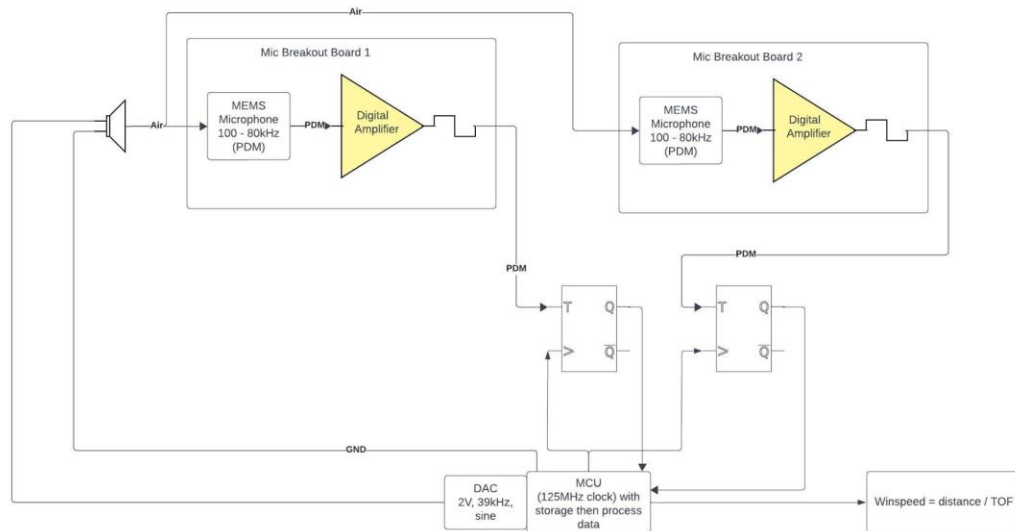 Air
Mic Breakout Board 1
Mic Breakout Board 2
Air
MEMS
Microphone
100 - 80kHz
(PDM)
PDM
Digital
Amplifier
MEMS
Microphone
100 - 80kHz
(PDM)
PDM
Digital
Amplifier
PDM
PDM
T Q
> Q̅
T Q
> Q̅
GND
DAC
2V, 39kHz,
sine
MCU
(125MHz clock) with
storage then process
data
Winspeed = distance / TOF